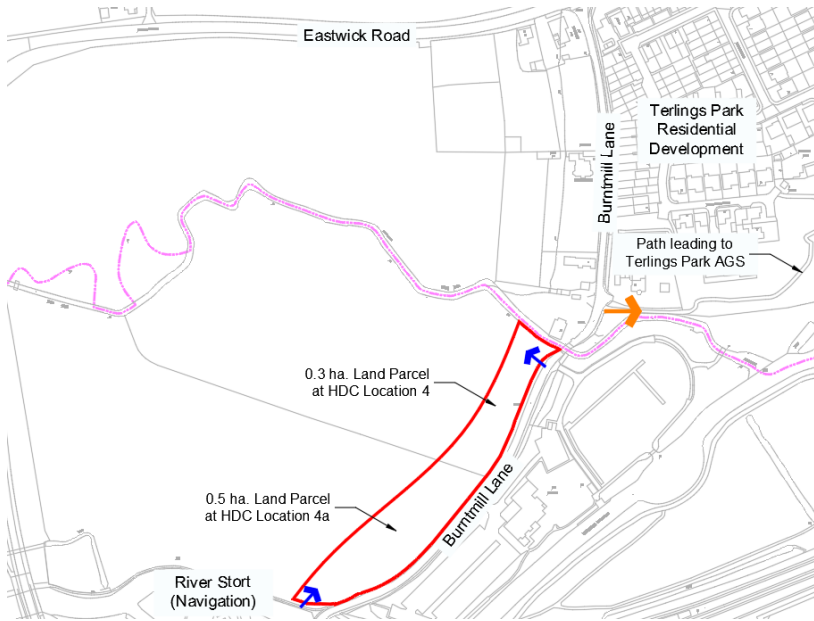 Eastwick Road
Terlings Park
Residential
Development
Burntmill Lane
Path leading to
Terlings Park AGS
0.3 ha. Land Parcel
at HDC Location 4
0.5 ha. Land Parcel
at HDC Location 4a
Burntmill Lane
River Stort
(Navigation)